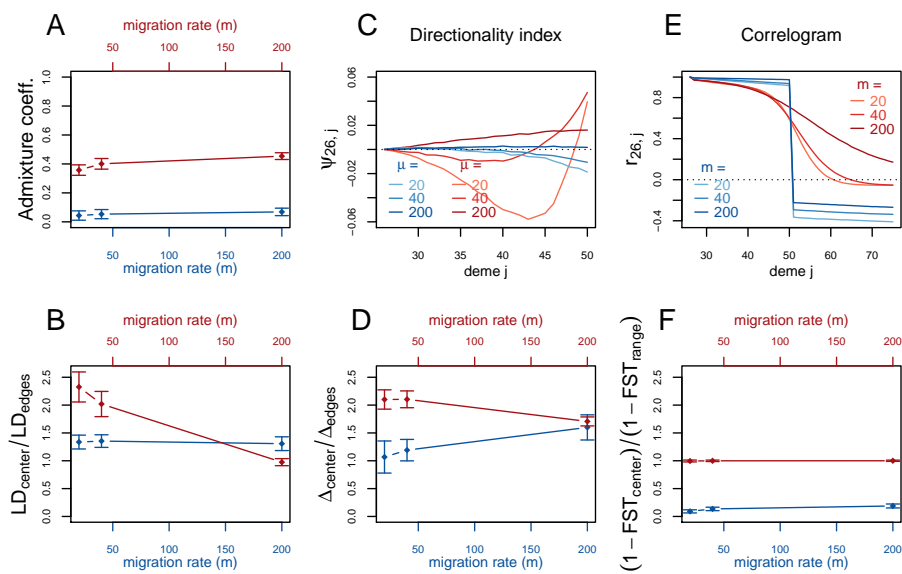 A
migration rate (m)
50 100 150 200
Admixture coeff.
0.0 0.2 0.4 0.6 0.8 1.0
50 100 150 200
migration rate (m)
C
Directionality index
ψ26, j
-0.06 -0.02 0.02 0.06
μ = μ =
20 20
40 40
200 200
25 30 35 40 45 50
deme j
E
Correlogram
r26, j
-0.4 0.0 0.4 0.8
m =
20
40
200
m =
20
40
200
30 40 50 60 70
deme j
B
migration rate (m)
50 100 150 200
LDcenter / LDedges
0.0 0.5 1.0 1.5 2.0 2.5
50 100 150 200
migration rate (m)
D
migration rate (m)
50 100 150 200
Δcenter / Δedges
0.0 0.5 1.0 1.5 2.0 2.5
50 100 150 200
migration rate (m)
F
migration rate (m)
50 100 150 200
(1 − FSTcenter) / (1 − FSTrange)
0.0 0.5 1.0 1.5 2.0 2.5
50 100 150 200
migration rate (m)